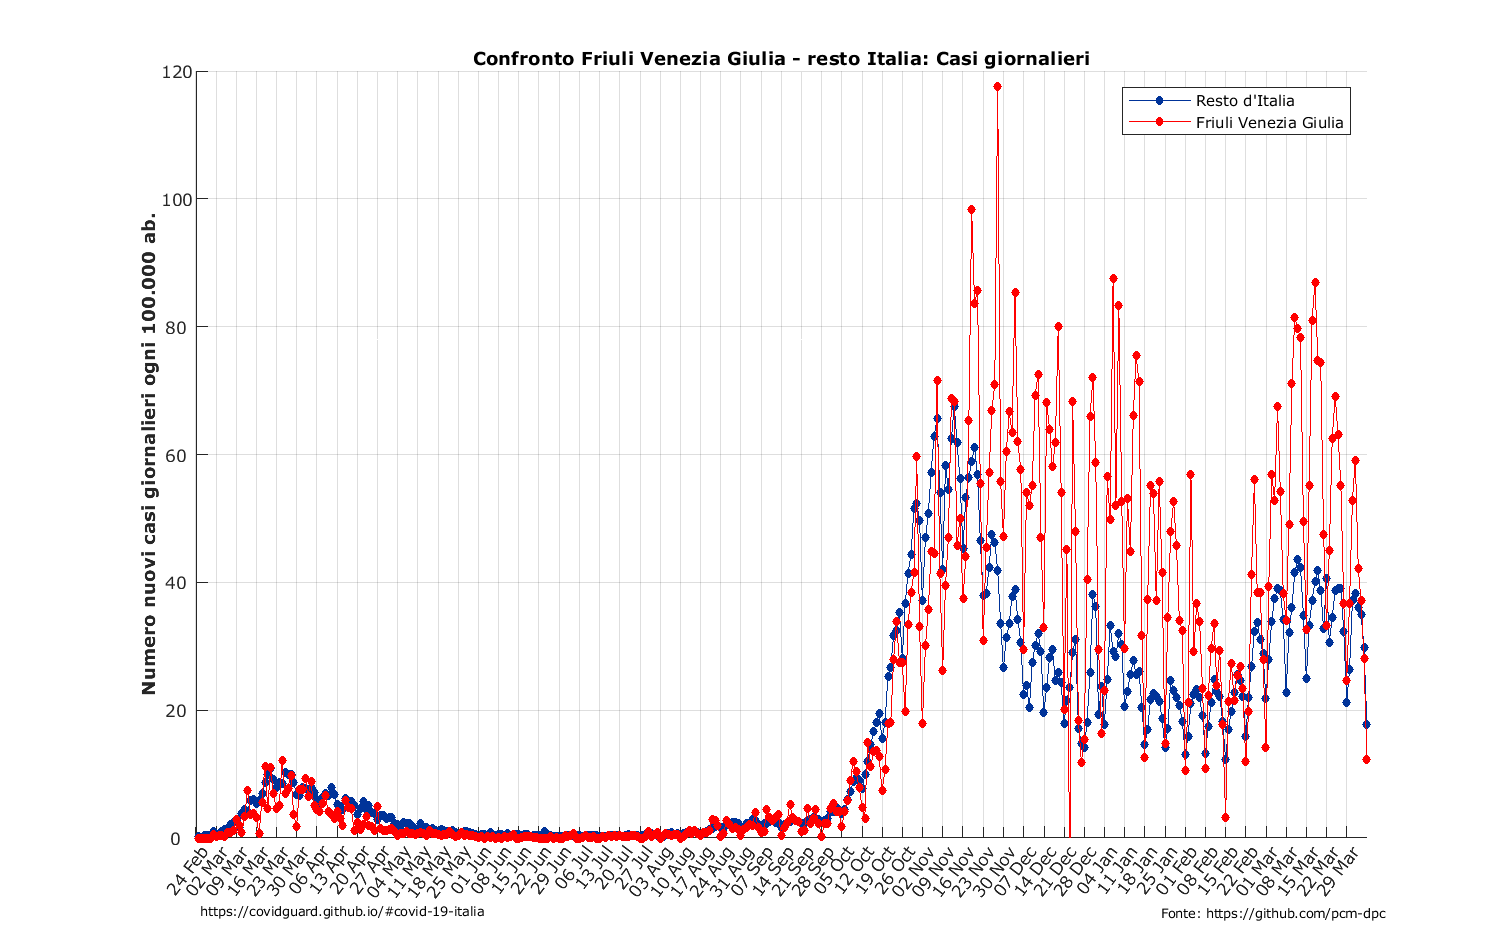 Confronto Friuli Venezia Giulia - resto Italia: Casi giornalieri
Numero nuovi casi giornalieri ogni 100.000 ab.
120
100
80
60
40
20
0
Resto d'Italia
Friuli Venezia Giulia
24 Feb
02 Mar
09 Mar
16 Mar
23 Mar
30 Mar
06 Apr
13 Apr
20 Apr
27 Apr
04 May
11 May
18 May
25 May
01 Jun
08 Jun
15 Jun
22 Jun
29 Jun
06 Jul
13 Jul
20 Jul
27 Jul
03 Aug
10 Aug
17 Aug
24 Aug
31 Aug
07 Sep
14 Sep
21 Sep
28 Sep
05 Oct
12 Oct
19 Oct
26 Oct
02 Nov
09 Nov
16 Nov
23 Nov
30 Nov
07 Dec
14 Dec
21 Dec
28 Dec
04 Jan
11 Jan
18 Jan
25 Jan
01 Feb
08 Feb
15 Feb
22 Feb
01 Mar
08 Mar
15 Mar
22 Mar
29 Mar
https://covidguard.github.io/#covid-19-italia
Fonte: https://github.com/pcm-dpc